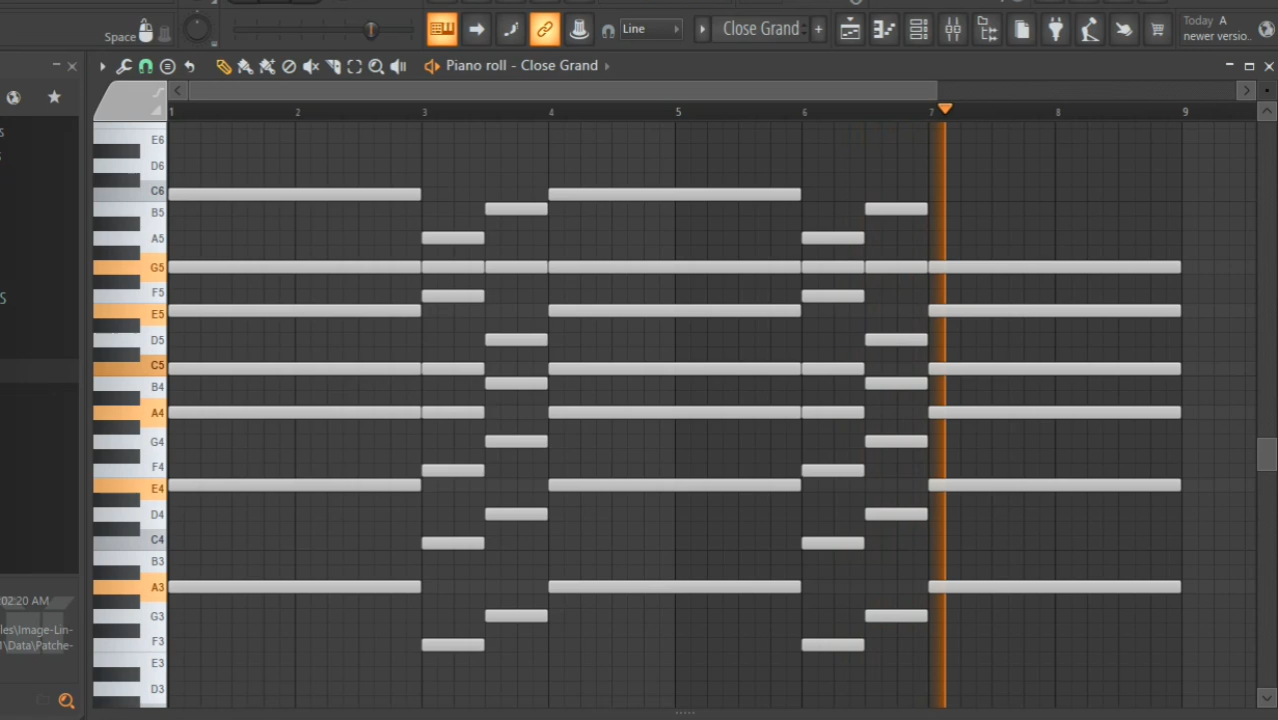 Space
Line
Close Grand
+
Today A
newer versio..
Piano roll - Close Grand
1 2 3 4 5 6 7 8 9
E6
D6
C6
B5
A5
G5
F5
S
E5
D5
C5
B4
A4
G4
F4
E4
D4
C4
B3
A3
:02:20 AM
G3
les\Image-Lin-
F3
1\Data\Patche-
E3
D3